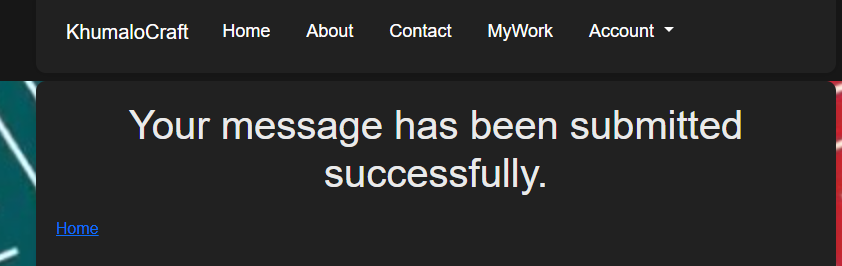 KhumaloCraft Home About Contact MyWork Account
Your message has been submitted
successfully.
Home